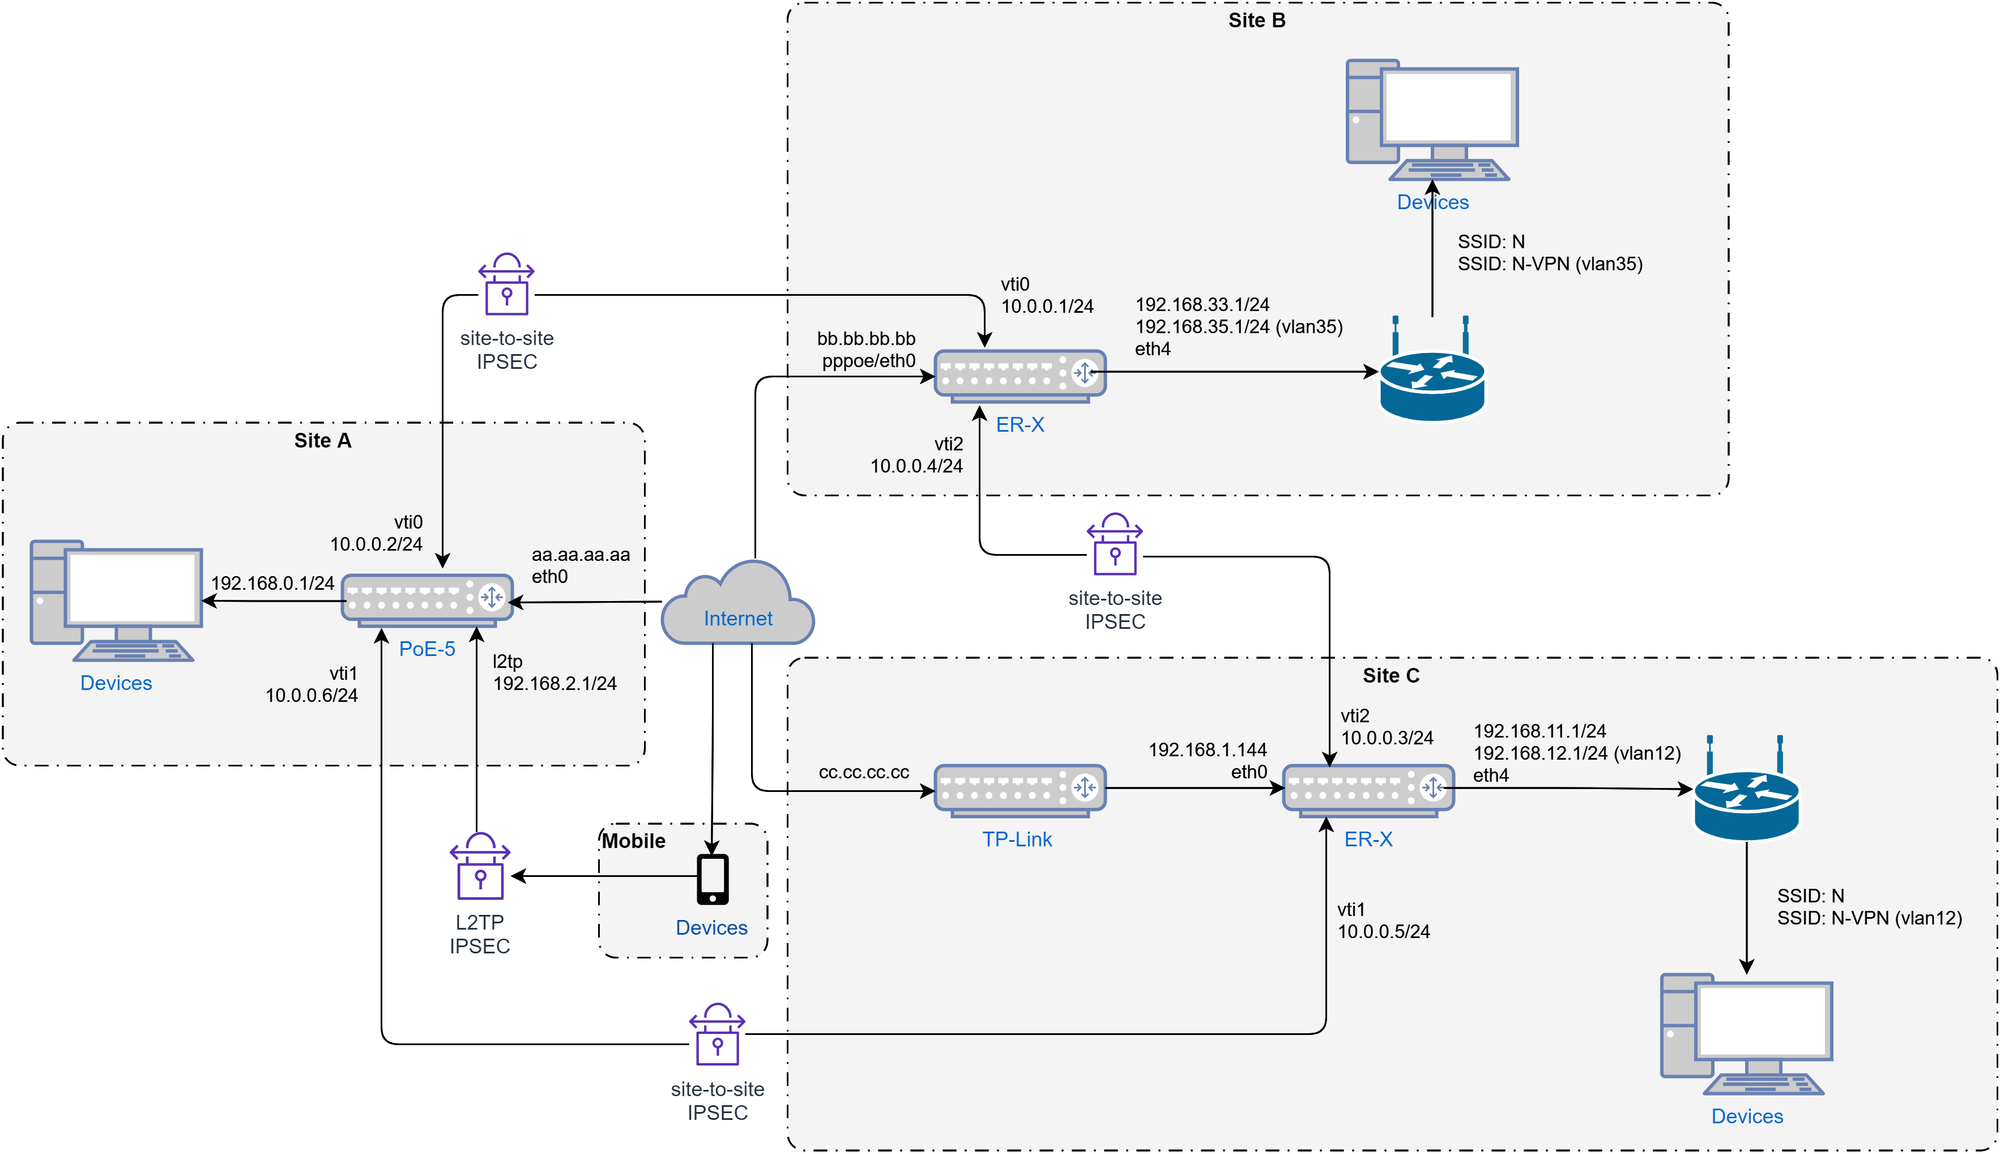 Site B
Devices
SSID: N
SSID: N-VPN (vlan35)
site-to-site
IPSEC
vti0
10.0.0.1/24
192.168.33.1/24
192.168.35.1/24 (vlan35)
eth4
bb.bb.bb.bb
pppoe/eth0
ER-X
vti2
10.0.0.4/24
Site A
vti0
10.0.0.2/24
aa.aa.aa.aa
eth0
192.168.0.1/24
PoE-5
Devices
vti1
10.0.0.6/24
l2tp
192.168.2.1/24
Internet
site-to-site
IPSEC
Site C
vti2
10.0.0.3/24
192.168.11.1/24
192.168.12.1/24 (vlan12)
eth4
192.168.1.144
eth0
cc.cc.cc.cc
TP-Link
ER-X
Mobile
Devices
L2TP
IPSEC
vti1
10.0.0.5/24
SSID: N
SSID: N-VPN (vlan12)
site-to-site
IPSEC
Devices